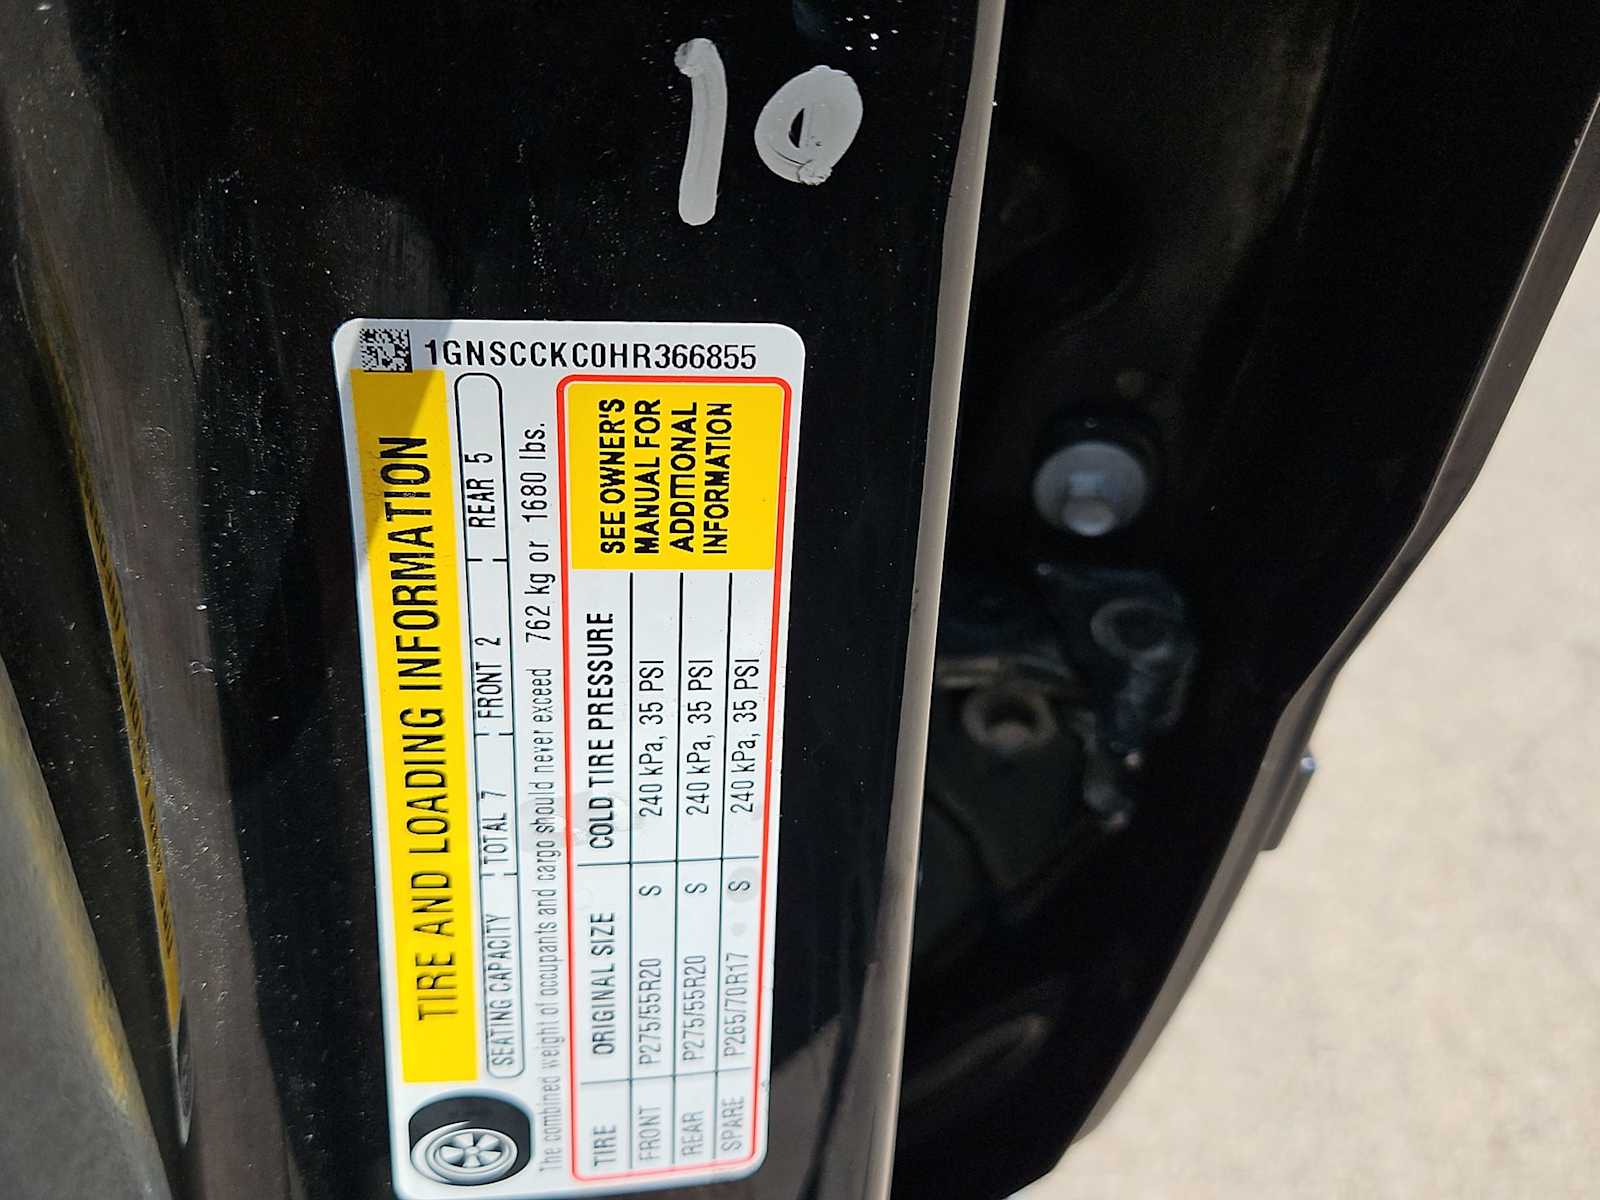 10
1GNSCCKC0HR366855
TIRE AND LOADING INFORMATION
SEATING CAPACITY TOTAL 7 FRONT 2 REAR 5
The combined weight of occupants and cargo should never exceed 762 kg or 1680 lbs.
TIRE ORIGINAL SIZE COLD TIRE PRESSURE
FRONT P275/55R20 S 240 kPa, 35 PSI
REAR P275/55R20 S 240 kPa, 35 PSI
SPARE P265/70R17 S 240 kPa, 35 PSI
SEE OWNER'S
MANUAL FOR
ADDITIONAL
INFORMATION